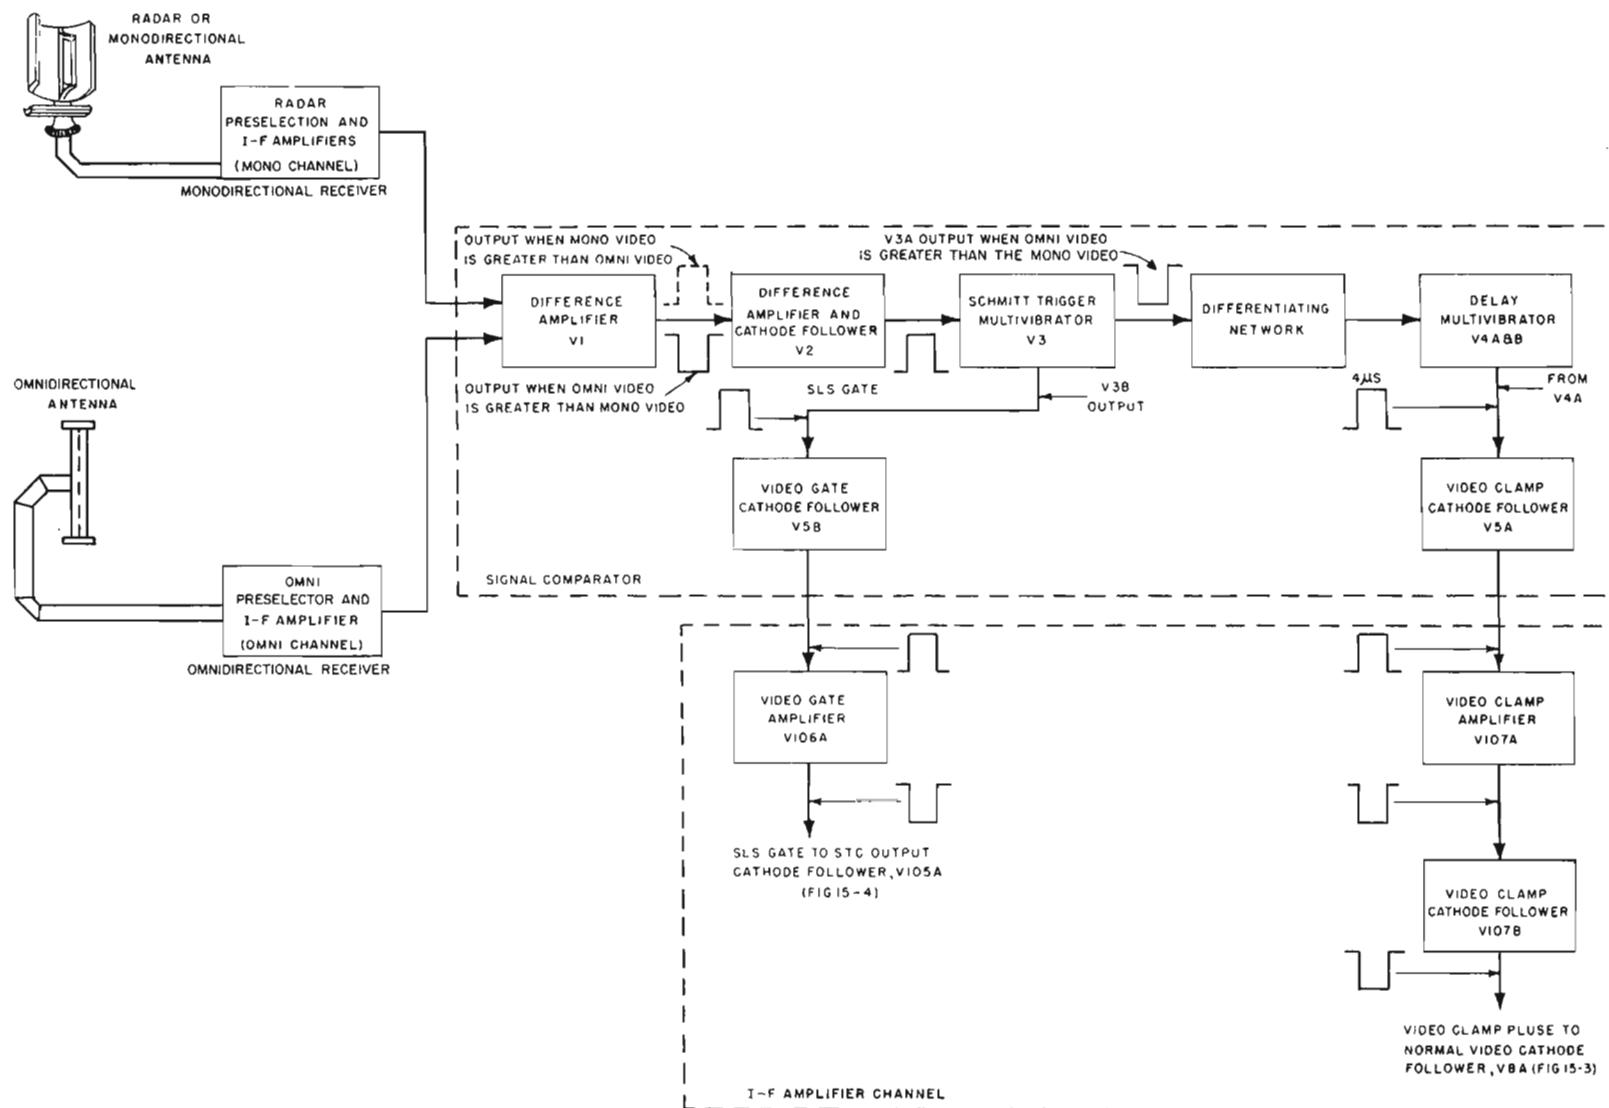 RADAR OR
MONODIRECTIONAL
ANTENNA
RADAR
PRESELECTION AND
I-F AMPLIFIERS
(MONO CHANNEL)
MONODIRECTIONAL RECEIVER
OUTPUT WHEN MONO VIDEO
IS GREATER THAN OMNI VIDEO
V3A OUTPUT WHEN OMNI VIDEO
IS GREATER THAN THE MONO VIDEO
DIFFERENCE
AMPLIFIER
V1
DIFFERENCE
AMPLIFIER AND
CATHODE FOLLOWER
V2
SCHMITT TRIGGER
MULTIVIBRATOR
V3
DIFFERENTIATING
NETWORK
DELAY
MULTIVIBRATOR
V4A&B
OUTPUT WHEN OMNI VIDEO
IS GREATER THAN MONO VIDEO
SLS GATE
V3B
OUTPUT
4μS
FROM
V4A
OMNIDIRECTIONAL
ANTENNA
VIDEO GATE
CATHODE FOLLOWER
V5B
VIDEO CLAMP
CATHODE FOLLOWER
V5A
SIGNAL COMPARATOR
OMNI
PRESELECTOR AND
I-F AMPLIFIER
(OMNI CHANNEL)
OMNIDIRECTIONAL RECEIVER
VIDEO GATE
AMPLIFIER
V106A
VIDEO CLAMP
AMPLIFIER
V107A
SLS GATE TO STC OUTPUT
CATHODE FOLLOWER, V105A
(FIG 15-4)
VIDEO CLAMP
CATHODE FOLLOWER
V107B
VIDEO CLAMP PLUSE TO
NORMAL VIDEO CATHODE
FOLLOWER, V8A (FIG 15-3)
I-F AMPLIFIER CHANNEL